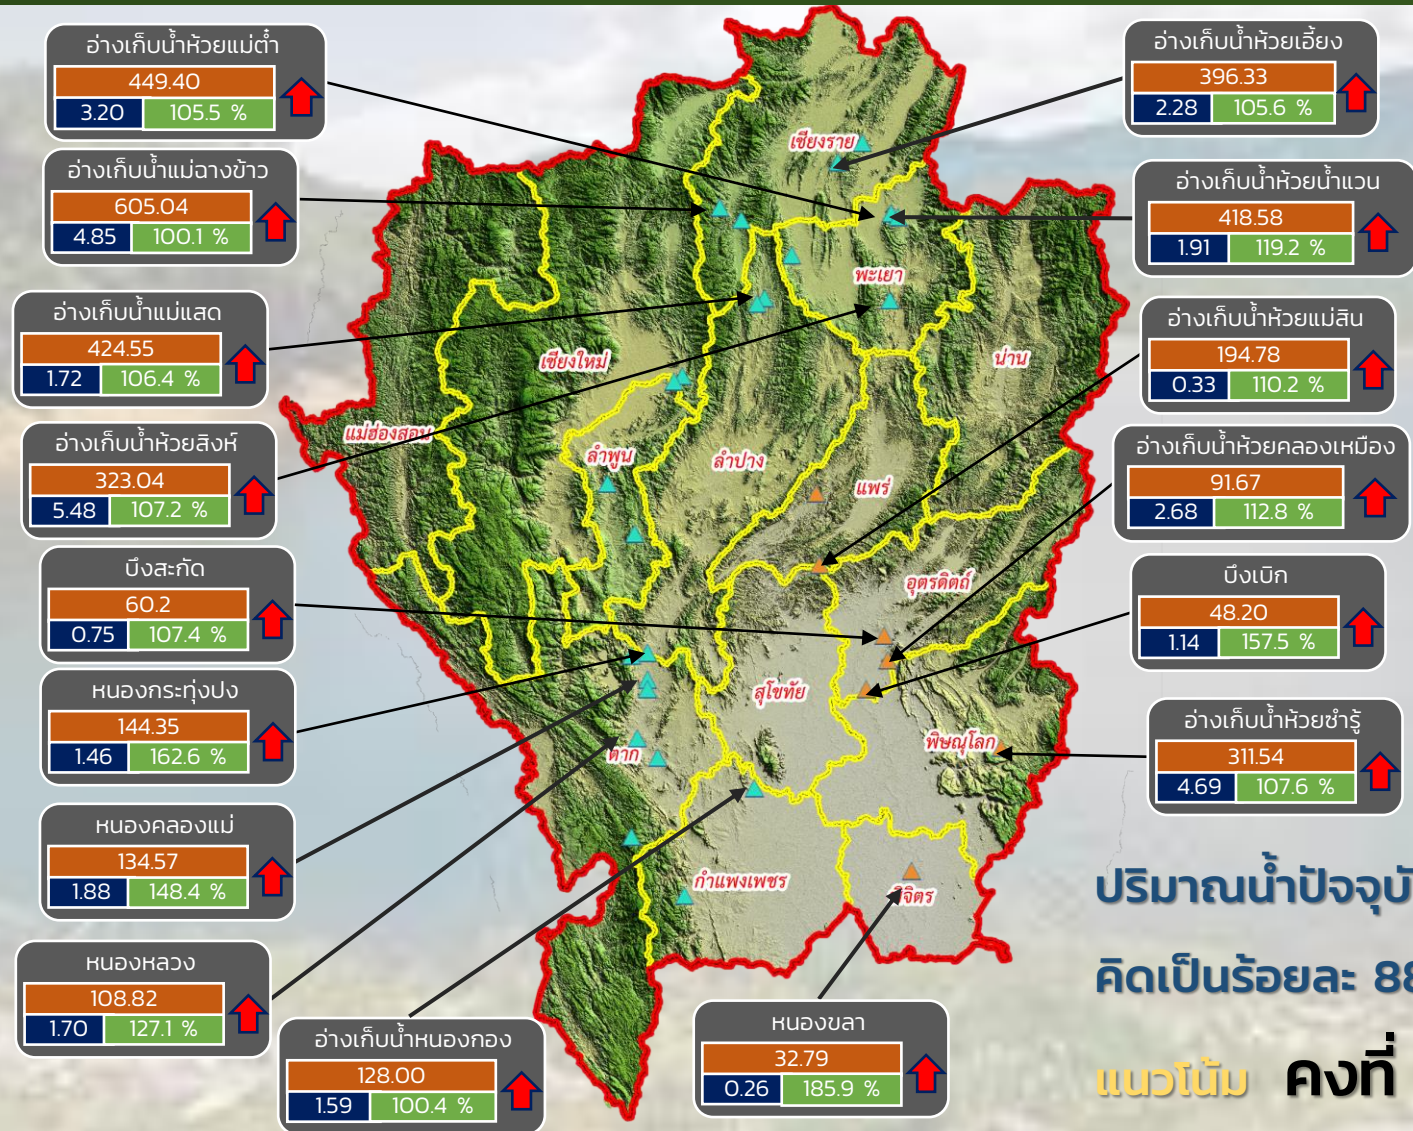 อ่างเก็บน้ำห้วยแม่ต๋ำ
449.40
3.20 105.5 %
อ่างเก็บน้ำแม่ฉางข้าว
605.04
4.85 100.1 %
อ่างเก็บน้ำแม่แสด
424.55
1.72 106.4 %
อ่างเก็บน้ำห้วยสิงห์
323.04
5.48 107.2 %
บึงสะกัด
60.2
0.75 107.4 %
หนองกระทุ่งปง
144.35
1.46 162.6 %
หนองคลองแม่
134.57
1.88 148.4 %
หนองหลวง
108.82
1.70 127.1 %
อ่างเก็บน้ำหนองกอง
128.00
1.59 100.4 %
หนองขลา
32.79
0.26 185.9 %
เชียงราย
พะเยา
เชียงใหม่
น่าน
แม่ฮ่องสอน
ลำพูน
ลำปาง
แพร่
อุตรดิตถ์
สุโขทัย
ตาก
พิษณุโลก
กำแพงเพชร
พิจิตร
อ่างเก็บน้ำห้วยเอี้ยง
396.33
2.28 105.6 %
อ่างเก็บน้ำห้วยน้ำแวน
418.58
1.91 119.2 %
อ่างเก็บน้ำห้วยแม่สิน
194.78
0.33 110.2 %
อ่างเก็บน้ำห้วยคลองเหมือง
91.67
2.68 112.8 %
บึงเบิก
48.20
1.14 157.5 %
อ่างเก็บน้ำห้วยซำรู้
311.54
4.69 107.6 %
ปริมาณน้ำปัจจุบั
คิดเป็นร้อยละ 88
แนวโน้ม คงที่